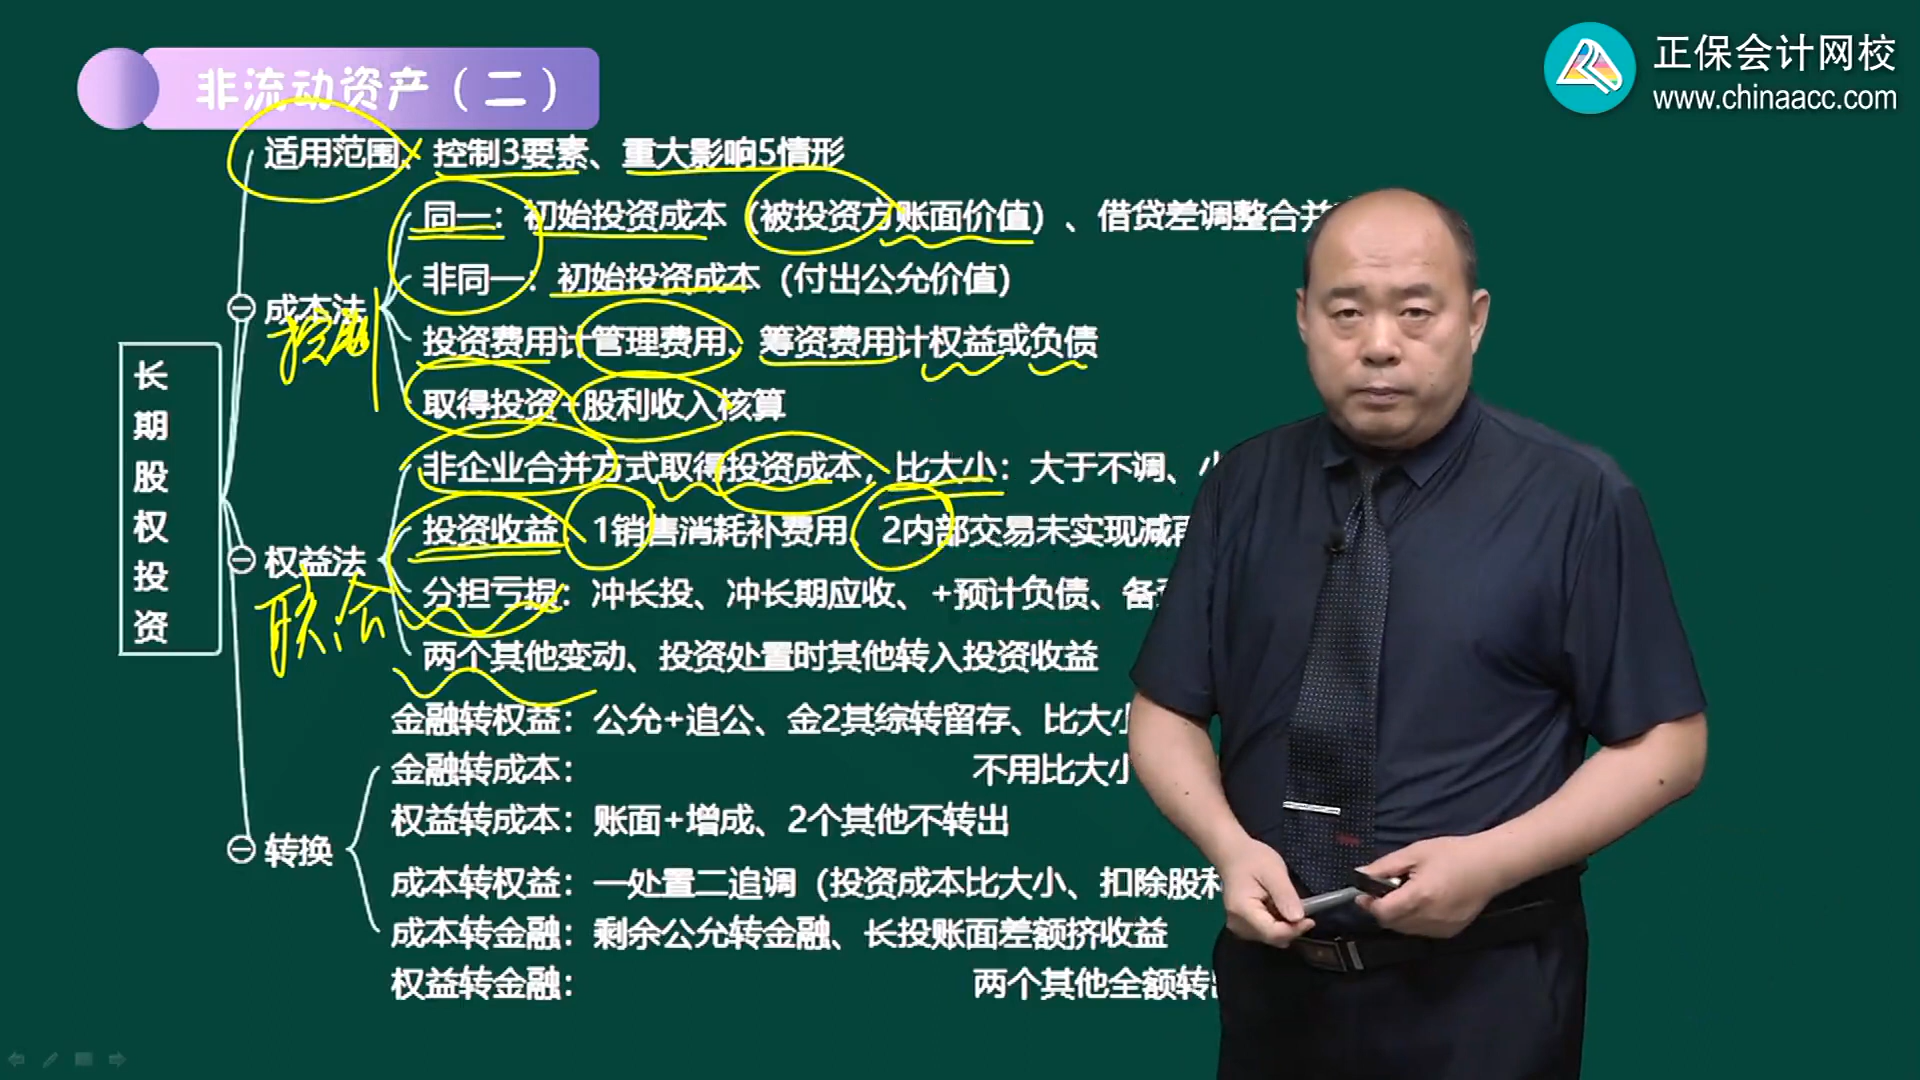 正保会计网校
www.chinaacc.com
非流动资产（二）
长期股权投资
适用范围、控制3要素、重大影响5情形
成本法
控制
同一：初始投资成本（被投资方账面价值）、借贷差调整合并
非同一：初始投资成本（付出公允价值）
投资费用计管理费用、筹资费用计权益或负债
取得投资+股利收入核算
权益法
联 合
非企业合并方式取得投资成本，比大小：大于不调、小
投资收益 1销售消耗补费用、2内部交易未实现减再
分担亏损：冲长投、冲长期应收、+预计负债、备
两个其他变动、投资处置时其他转入投资收益
转换
金融转权益：公允+追公、金2其综转留存、比大小
金融转成本： 不用比大小
权益转成本：账面+增成、2个其他不转出
成本转权益：一处置二追调（投资成本比大小、扣除股利
成本转金融：剩余公允转金融、长投账面差额挤收益
权益转金融： 两个其他全额转出